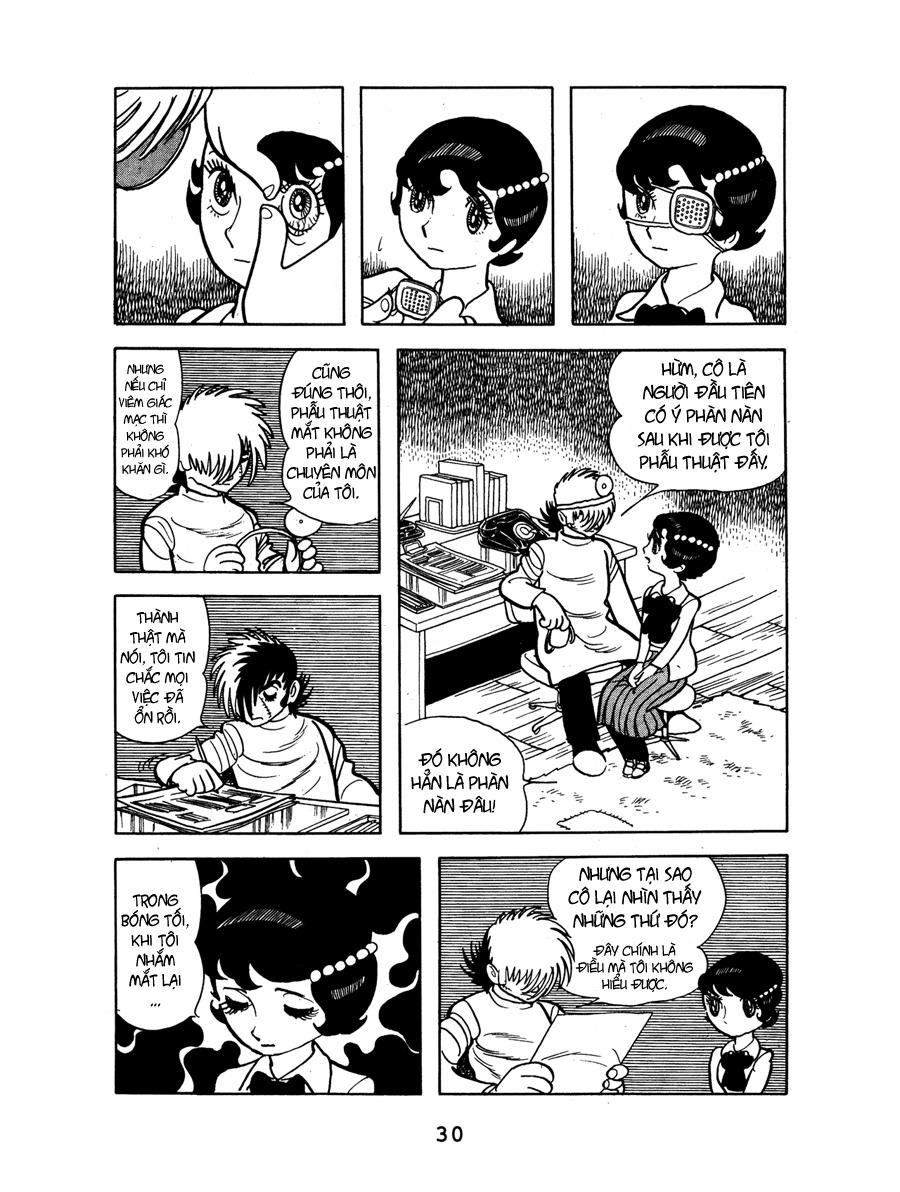 HỪM, CÔ LÀ
NGƯỜI ĐẦU TIÊN
CÓ Ý PHÀN NÀN
SAU KHI ĐƯỢC TÔI
PHẪU THUẬT ĐẤY.
ĐÓ KHÔNG
HẲN LÀ PHÀN
NÀN ĐÂU!
CŨNG
ĐÚNG THÔI,
PHẪU THUẬT
MẮT KHÔNG
PHẢI LÀ
CHUYÊN MÔN
CỦA TÔI.
NHƯNG
NẾU CHỈ
VIÊM GIÁC
MẠC THÌ
KHÔNG
PHẢI KHÓ
KHĂN GÌ.
THÀNH
THẬT MÀ
NÓI, TÔI TIN
CHẮC MỌI
VIỆC ĐÃ
ỔN RỒI.
NHƯNG TẠI SAO
CÔ LẠI NHÌN THẤY
NHỮNG THỨ ĐÓ?
ĐÂY CHÍNH LÀ
ĐIỀU MÀ TÔI KHÔNG
HIỂU ĐƯỢC.
TRONG
BÓNG TỐI,
KHI TÔI
NHẮM
MẮT LẠI
...
30